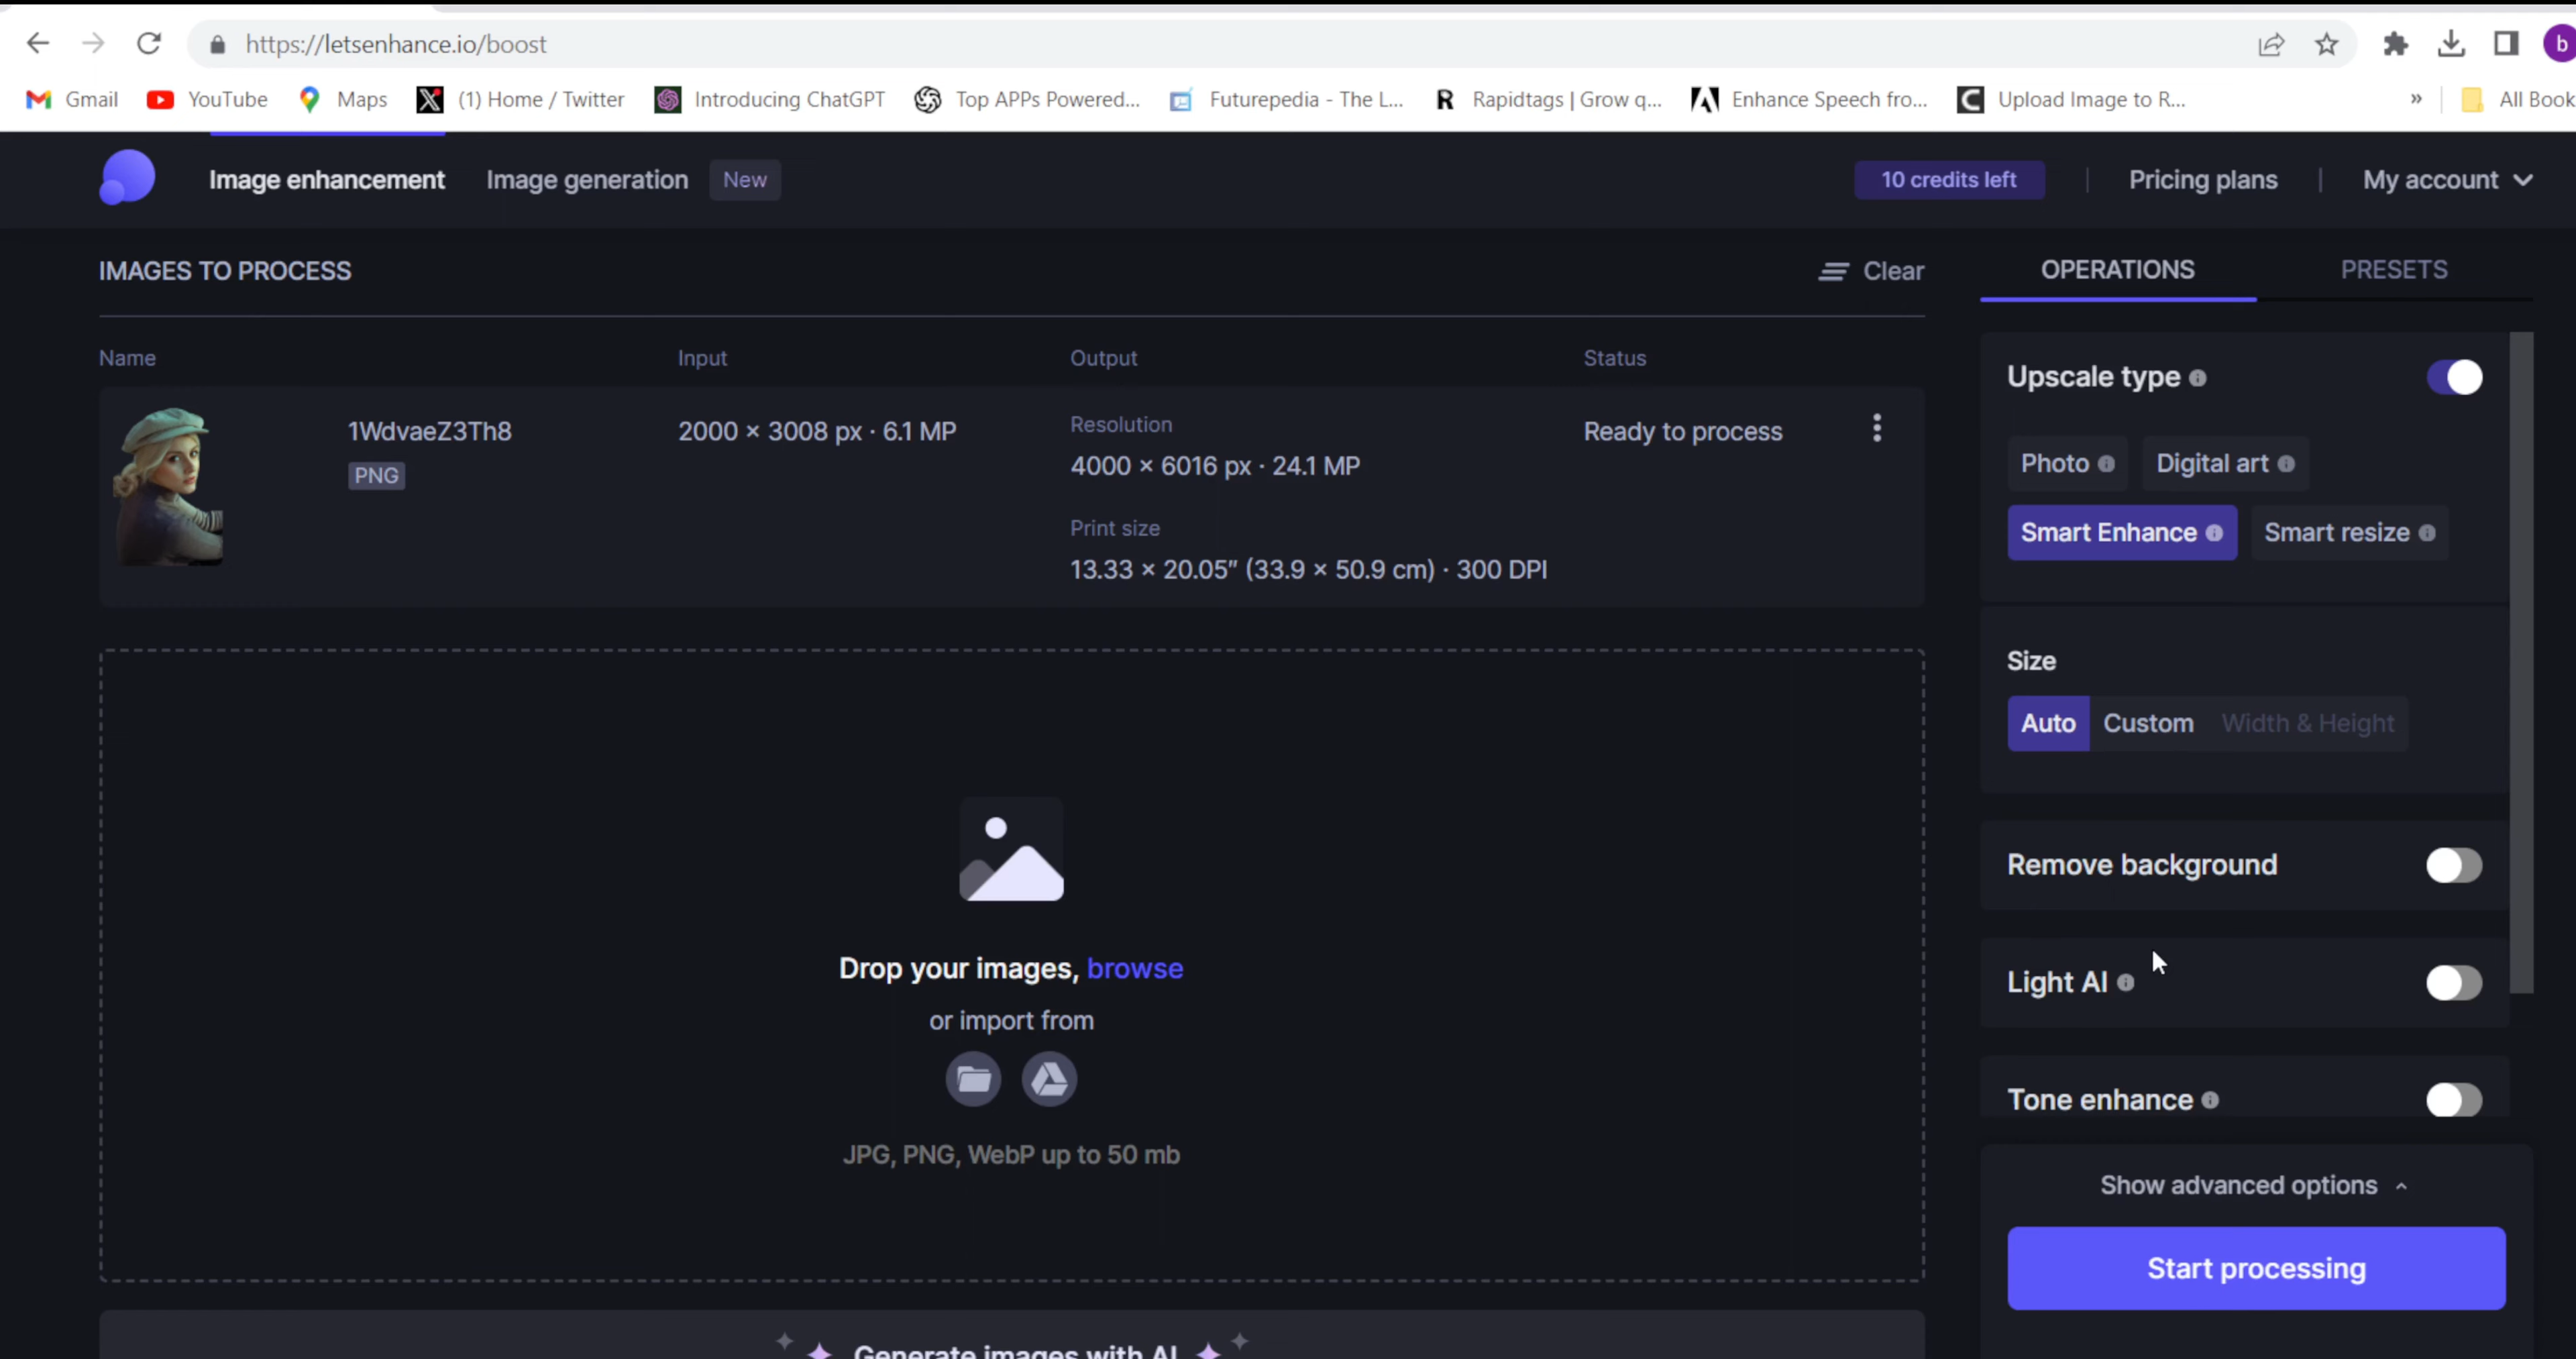 https://letsenhance.io/boost
b
Gmail YouTube Maps (1) Home / Twitter Introducing ChatGPT Top APPs Powered... Futurepedia - The L... Rapidtags | Grow q... Enhance Speech fro... Upload Image to R... » All Book
Image enhancement Image generation New 10 credits left Pricing plans My account
IMAGES TO PROCESS Clear
OPERATIONS PRESETS
Name Input Output Status
1WdvaeZ3Th8
PNG
2000 × 3008 px · 6.1 MP
Resolution
4000 × 6016 px · 24.1 MP
Print size
13.33 × 20.05″ (33.9 × 50.9 cm) · 300 DPI
Ready to process
Drop your images, browse
or import from
JPG, PNG, WebP up to 50 mb
Generate images with AI
Upscale type
Photo Digital art
Smart Enhance Smart resize
Size
Auto Custom Width & Height
Remove background
Light AI
Tone enhance
Show advanced options
Start processing